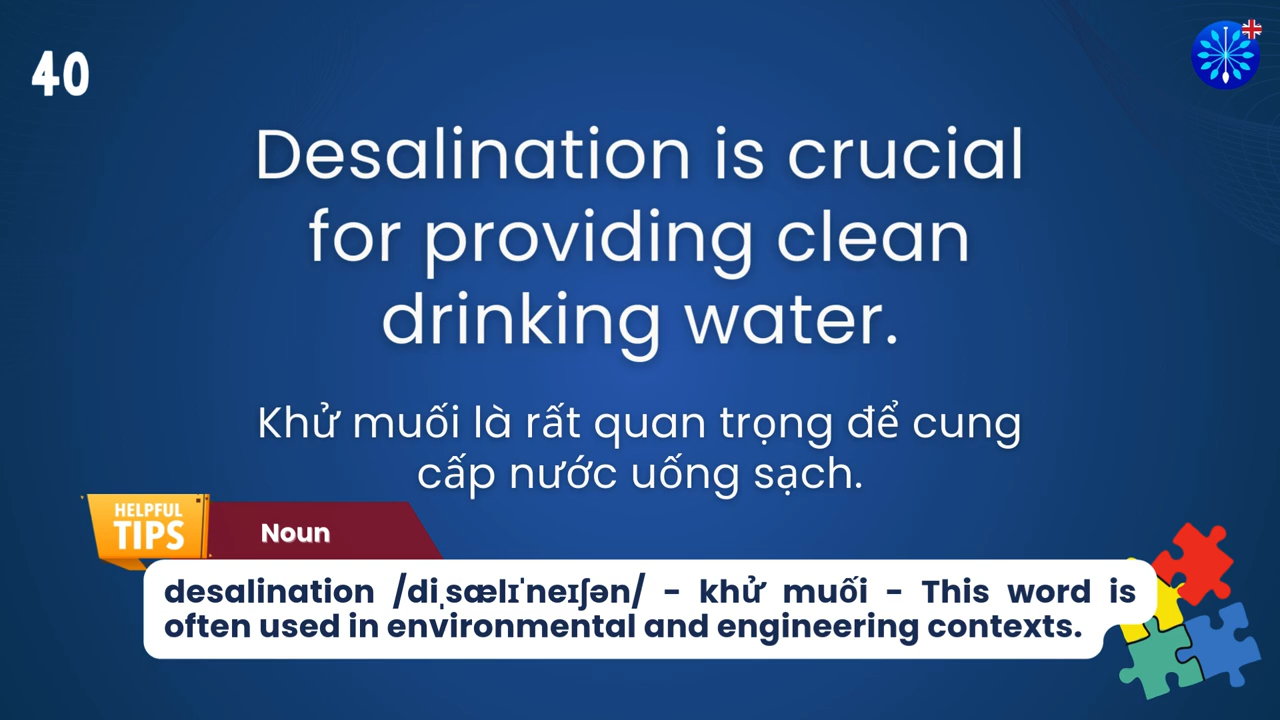 40
Desalination is crucial
for providing clean
drinking water.
Khử muối là rất quan trọng để cung
cấp nước uống sạch.
HELPFUL
TIPS
Noun
desalination /diˌsælɪˈneɪʃən/ - khử muối - This word is
often used in environmental and engineering contexts.